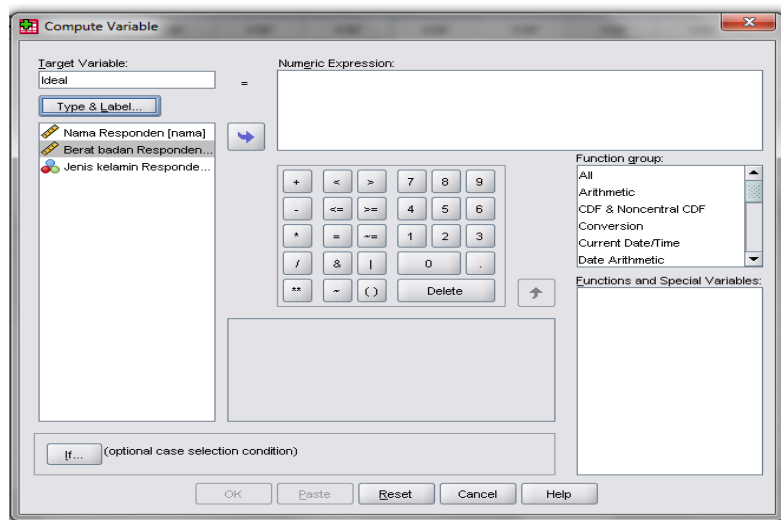 Compute Variable
Target Variable:
Ideal
=
Numeric Expression:
Type & Label...
Nama Responden [nama]
Berat badan Responden...
Jenis kelamin Responde...
+ < > 7 8 9
- <= >= 4 5 6
* = ~= 1 2 3
/ & | 0 .
** ~ ( ) Delete
Function group:
All
Arithmetic
CDF & Noncentral CDF
Conversion
Current Date/Time
Date Arithmetic
Functions and Special Variables:
If... (optional case selection condition)
OK Paste Reset Cancel Help